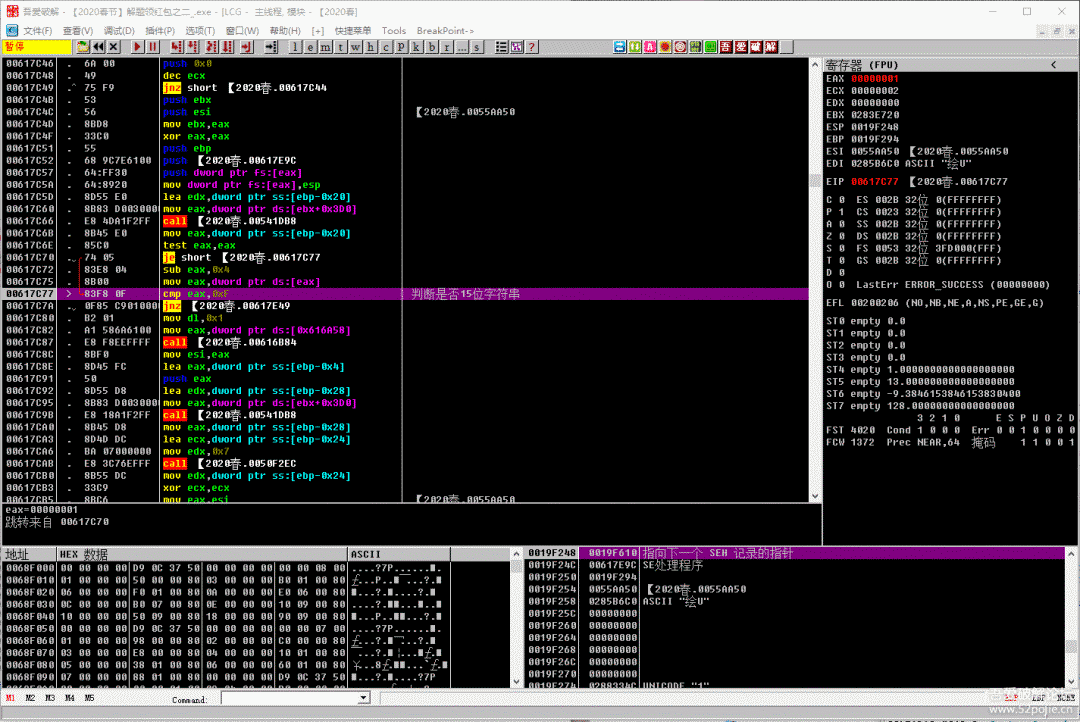 吾爱破解 - 【2020春节】解题领红包之二_.exe - [LCG - 主线程, 模块 - 【2020春]
文件(F) 查看(V) 调试(D) 插件(P) 选项(T) 窗口(W) 帮助(H) [+] 快捷菜单 Tools BreakPoint->
暂停 l e m t w h c p k b r ... s ?
00617C46 . 6A 00 push 0x0
00617C48 . 49 dec ecx
00617C49 .^ 75 F9 jnz short 【2020春.00617C44
00617C4B . 53 push ebx
00617C4C . 56 push esi 【2020春.0055AA50
00617C4D . 8BD8 mov ebx,eax
00617C4F . 33C0 xor eax,eax
00617C51 . 55 push ebp
00617C52 . 68 9C7E6100 push 【2020春.00617E9C
00617C57 . 64:FF30 push dword ptr fs:[eax]
00617C5A . 64:8920 mov dword ptr fs:[eax],esp
00617C5D . 8D55 E0 lea edx,dword ptr ss:[ebp-0x20]
00617C60 . 8B83 D0030000 mov eax,dword ptr ds:[ebx+0x3D0]
00617C66 . E8 4DA1F2FF call 【2020春.00541DB8
00617C6B . 8B45 E0 mov eax,dword ptr ss:[ebp-0x20]
00617C6E . 85C0 test eax,eax
00617C70 . 74 05 je short 【2020春.00617C77
00617C72 . 83E8 04 sub eax,0x4
00617C75 . 8B00 mov eax,dword ptr ds:[eax]
00617C77 > 83F8 0F cmp eax,0xF 判断是否15位字符串
00617C7A . 0F85 C9010000 jnz 【2020春.00617E49
00617C80 . B2 01 mov dl,0x1
00617C82 . A1 586A6100 mov eax,dword ptr ds:[0x616A58]
00617C87 . E8 F8EEFFFF call 【2020春.00616B84
00617C8C . 8BF0 mov esi,eax
00617C8E . 8D45 FC lea eax,dword ptr ss:[ebp-0x4]
00617C91 . 50 push eax
00617C92 . 8D55 D8 lea edx,dword ptr ss:[ebp-0x28]
00617C95 . 8B83 D0030000 mov eax,dword ptr ds:[ebx+0x3D0]
00617C9B . E8 18A1F2FF call 【2020春.00541DB8
00617CA0 . 8B45 D8 mov eax,dword ptr ss:[ebp-0x28]
00617CA3 . 8D4D DC lea ecx,dword ptr ss:[ebp-0x24]
00617CA6 . BA 07000000 mov edx,0x7
00617CAB . E8 3C76EFFF call 【2020春.0050F2EC
00617CB0 . 8B55 DC mov edx,dword ptr ss:[ebp-0x24]
00617CB3 . 33C9 xor ecx,ecx
00617CB5 . 8BC6 mov eax,esi 【2020春.0055AA50
eax=00000001
跳转来自 00617C70
寄存器 (FPU) <
EAX 00000001
ECX 00000002
EDX 00000000
EBX 0283E720
ESP 0019F248
EBP 0019F294
ESI 0055AA50 【2020春.0055AA50
EDI 0285B6C0 ASCII "绘U"
EIP 00617C77 【2020春.00617C77
C 0 ES 002B 32位 0(FFFFFFFF)
P 1 CS 0023 32位 0(FFFFFFFF)
A 0 SS 002B 32位 0(FFFFFFFF)
Z 0 DS 002B 32位 0(FFFFFFFF)
S 0 FS 0053 32位 3FD000(FFF)
T 0 GS 002B 32位 0(FFFFFFFF)
D 0
O 0 LastErr ERROR_SUCCESS (00000000)
EFL 00200206 (NO,NB,NE,A,NS,PE,GE,G)
ST0 empty 0.0
ST1 empty 0.0
ST2 empty 0.0
ST3 empty 0.0
ST4 empty 1.0000000000000000000
ST5 empty 13.000000000000000000
ST6 empty -9.3846153846153830400
ST7 empty 128.00000000000000000
3 2 1 0 E S P U O Z D
FST 4020 Cond 1 0 0 0 Err 0 0 1 0 0 0 0
FCW 1372 Prec NEAR,64 掩码 1 1 0 0 1
地址 HEX 数据 ASCII
0068F000 00 00 00 00 D9 0C 37 50 00 00 00 00 00 00 08 00
0068F010 01 00 00 00 50 00 00 80 03 00 00 00 B0 01 00 80
0068F020 06 00 00 00 F0 01 00 80 0A 00 00 00 E0 06 00 80
0068F030 0C 00 00 00 B0 07 00 80 0E 00 00 00 10 09 00 80
0068F040 10 00 00 00 50 09 00 80 18 00 00 00 90 09 00 80
0068F050 00 00 00 00 D9 0C 37 50 00 00 00 00 00 00 07 00
0068F060 01 00 00 00 98 00 00 80 02 00 00 00 C0 00 00 80
0068F070 03 00 00 00 E8 00 00 80 04 00 00 00 10 01 00 80
0068F080 05 00 00 00 38 01 00 80 06 00 00 00 60 01 00 80
0068F090 07 00 00 00 88 01 00 80 00 00 00 00 D9 0C 37 50
0019F248 0019F610 指向下一个 SEH 记录的指针
0019F24C 00617E9C SE处理程序
0019F250 0019F294
0019F254 0055AA50 【2020春.0055AA50
0019F258 0285B6C0 ASCII "绘U"
0019F25C 00000000
0019F260 00000000
0019F264 00000000
0019F268 00000000
0019F26C 00000000
0019F270 00000000
0019F274 0288334C UNICODE "1"
M1 M2 M3 M4 M5 Command:
www.52pojie.cn